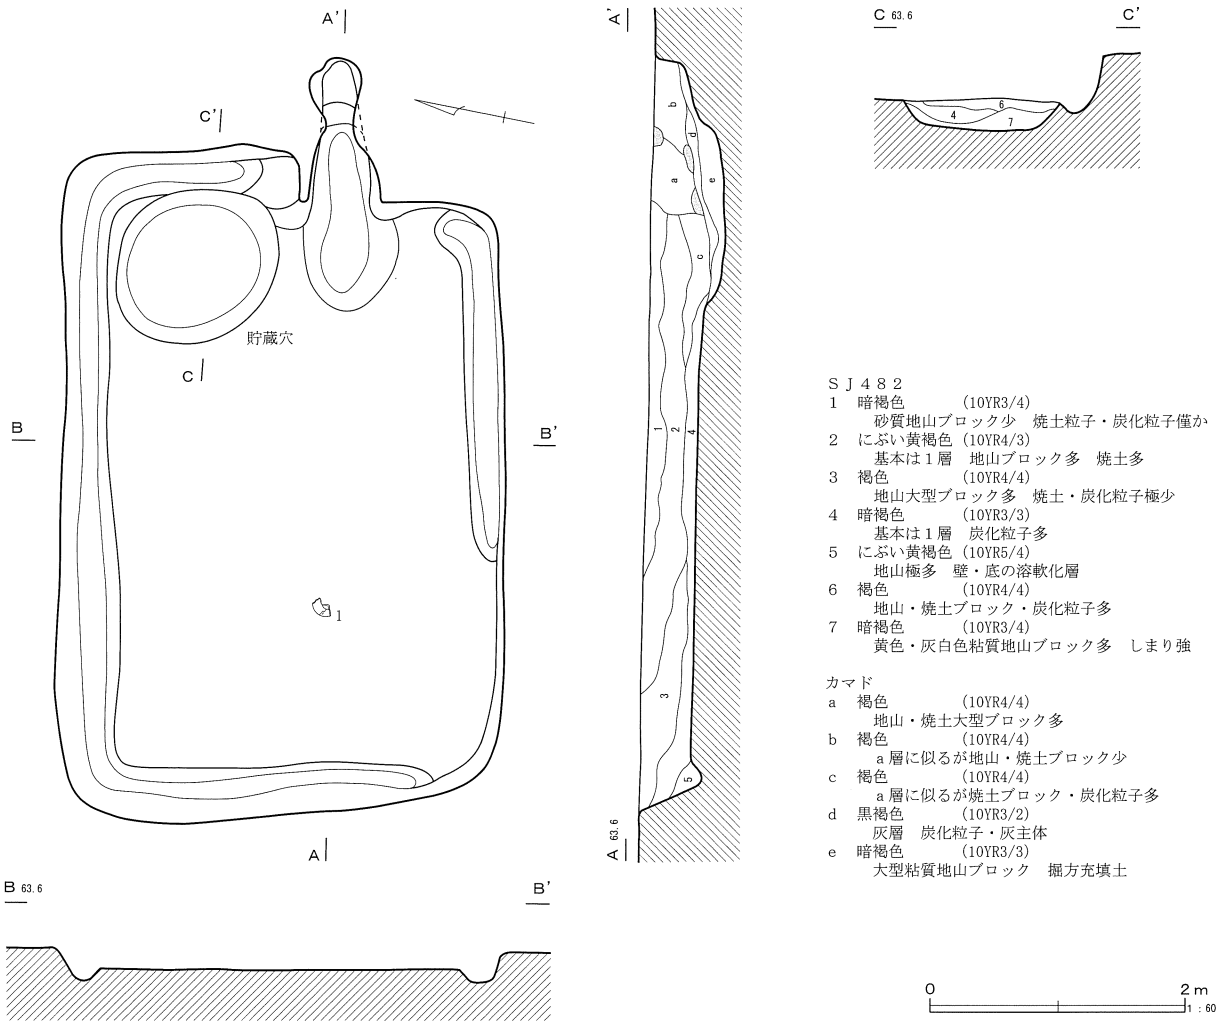 A'
C'
貯蔵穴
C
B
B'
1
A
B 63.6
B'
A'
b
d
a
e
c
1
2
4
3
5
A 63.6
C 63.6
C'
6
4
7
ＳＪ４８２
1 暗褐色 (10YR3/4)
砂質地山ブロック少　焼土粒子・炭化粒子僅か
2 にぶい黄褐色 (10YR4/3)
基本は１層　地山ブロック多　焼土多
3 褐色 (10YR4/4)
地山大型ブロック多　焼土・炭化粒子極少
4 暗褐色 (10YR3/3)
基本は１層　炭化粒子多
5 にぶい黄褐色 (10YR5/4)
地山極多　壁・底の溶軟化層
6 褐色 (10YR4/4)
地山・焼土ブロック・炭化粒子多
7 暗褐色 (10YR3/4)
黄色・灰白色粘質地山ブロック多　しまり強
カマド
a 褐色 (10YR4/4)
地山・焼土大型ブロック多
b 褐色 (10YR4/4)
ａ層に似るが地山・焼土ブロック少
c 褐色 (10YR4/4)
ａ層に似るが焼土ブロック・炭化粒子多
d 黒褐色 (10YR3/2)
灰層　炭化粒子・灰主体
e 暗褐色 (10YR3/3)
大型粘質地山ブロック　掘方充填土
0 2m
1:60